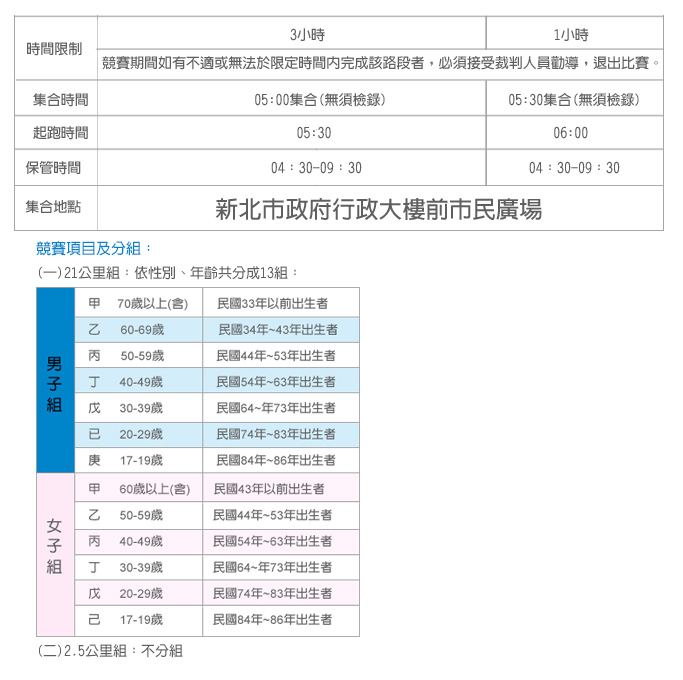 時間限制 3小時 1小時
競賽期間如有不適或無法於限定時間内完成該路段者，必須接受裁判人員勸導，退出比賽。
集合時間 05:00集合(無須檢錄) 05:30集合(無須檢錄)
起跑時間 05:30 06:00
保管時間 04：30-09：30 04：30-09：30
集合地點 新北市政府行政大樓前市民廣場
競賽項目及分組：
(一)21公里組：依性別、年齡共分成13組：
男子組
甲 70歲以上(含) 民國33年以前出生者
乙 60-69歲 民國34年~43年出生者
丙 50-59歲 民國44年~53年出生者
丁 40-49歲 民國54年~63年出生者
戊 30-39歲 民國64~年73年出生者
已 20-29歲 民國74年~83年出生者
庚 17-19歲 民國84年~86年出生者
女子組
甲 60歲以上(含) 民國43年以前出生者
乙 50-59歲 民國44年~53年出生者
丙 40-49歲 民國54年~63年出生者
丁 30-39歲 民國64~年73年出生者
戊 20-29歲 民國74年~83年出生者
己 17-19歲 民國84年~86年出生者
(二)2.5公里組：不分組